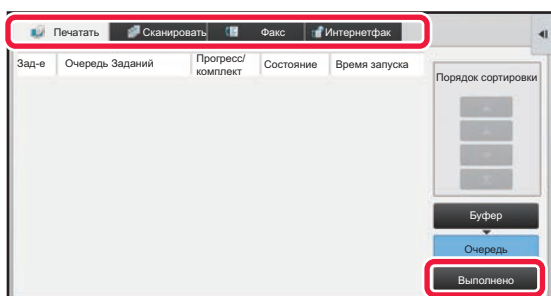 Печатать Сканировать Факс Интернетфак
Зад-е Очередь Заданий Прогресс/комплект Состояние Время запуска
Порядок сортировки
Буфер
Очередь
Выполнено